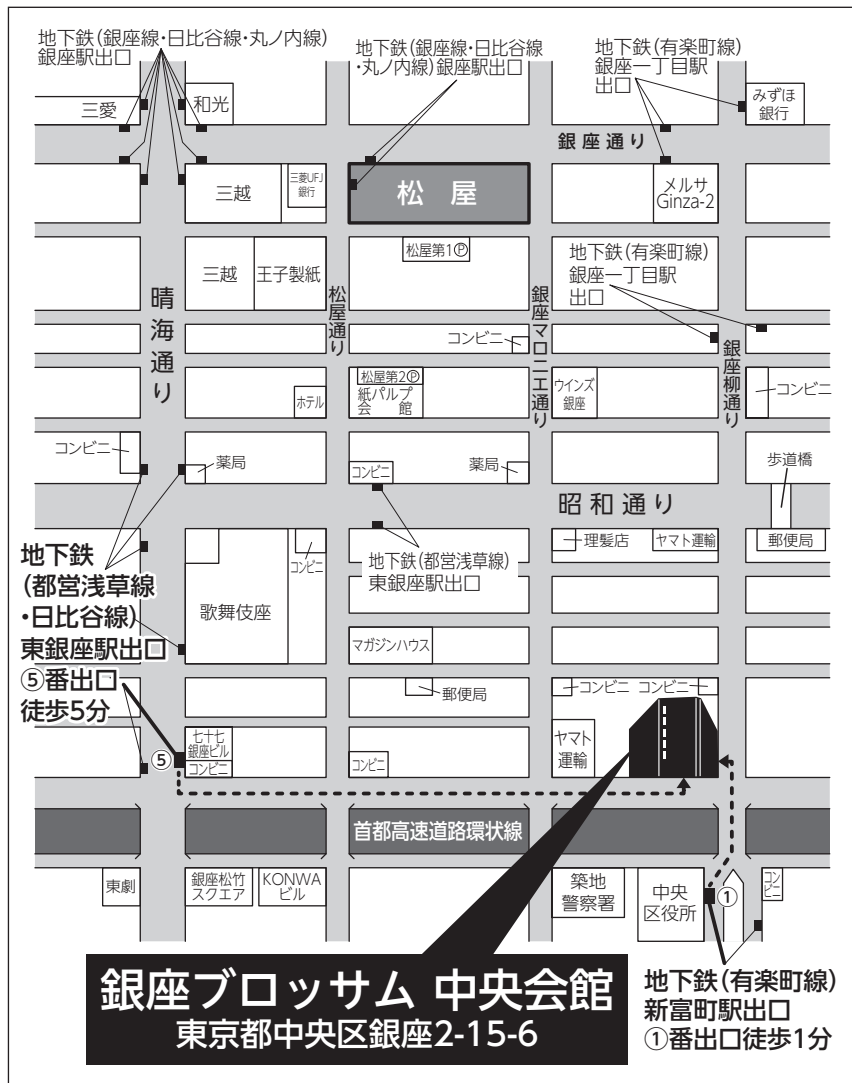 地下鉄(銀座線・日比谷線・丸ノ内線)
銀座駅出口
地下鉄(銀座線・日比谷線
・丸ノ内線)銀座駅出口
地下鉄(有楽町線)
銀座一丁目駅
出口
三愛
和光
みずほ
銀行
銀座通り
三越
三菱UFJ
銀行
松屋
メルサ
Ginza-2
三越
王子製紙
松屋第1Ⓟ
地下鉄(有楽町線)
銀座一丁目駅
出口
晴海通り
松屋通り
銀座マロニエ通り
銀座柳通り
コンビニ
ホテル
松屋第2Ⓟ
紙パルプ
会館
ウインズ
銀座
コンビニ
コンビニ
薬局
コンビニ
薬局
歩道橋
昭和通り
地下鉄
(都営浅草線
・日比谷線)
東銀座駅出口
⑤番出口
徒歩5分
コンビニ
歌舞伎座
地下鉄(都営浅草線)
東銀座駅出口
理髪店
ヤマト運輸
郵便局
マガジンハウス
郵便局
コンビニ
コンビニ
七十七
銀座ビル
コンビニ
⑤
コンビニ
ヤマト
運輸
首都高速道路環状線
東劇
銀座松竹
スクエア
KONWA
ビル
築地
警察署
中央
区役所
①
コンビニ
銀座ブロッサム 中央会館
東京都中央区銀座2-15-6
地下鉄(有楽町線)
新富町駅出口
①番出口徒歩1分